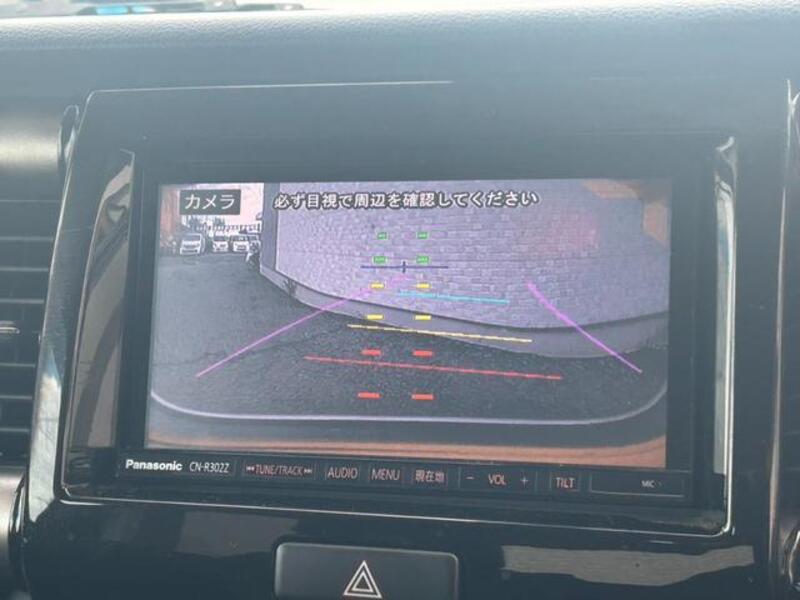 カメラ 必ず目視で周辺を確認してください
Panasonic CN-R302Z TUNE/TRACK AUDIO MENU 現在地 − VOL + TILT MIC